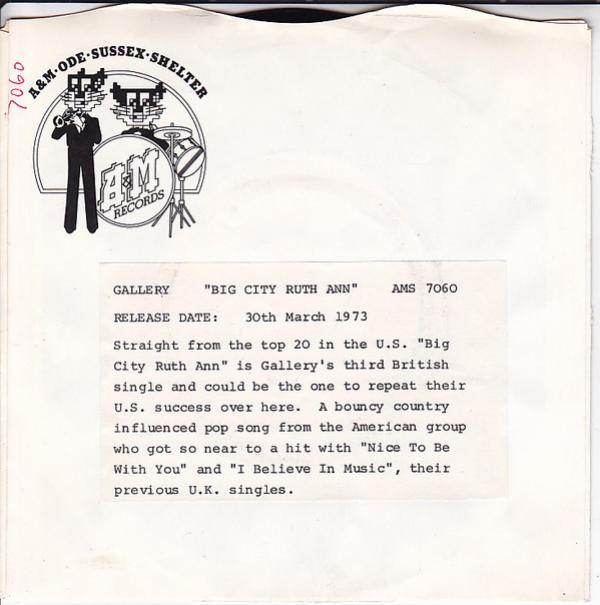 7060
A&M·ODE·SUSSEX·SHELTER
A&M
RECORDS
GALLERY "BIG CITY RUTH ANN" AMS 7060
RELEASE DATE: 30th March 1973
Straight from the top 20 in the U.S. "Big
City Ruth Ann" is Gallery's third British
single and could be the one to repeat their
U.S. success over here. A bouncy country
influenced pop song from the American group
who got so near to a hit with "Nice To Be
With You" and "I Believe In Music", their
previous U.K. singles.